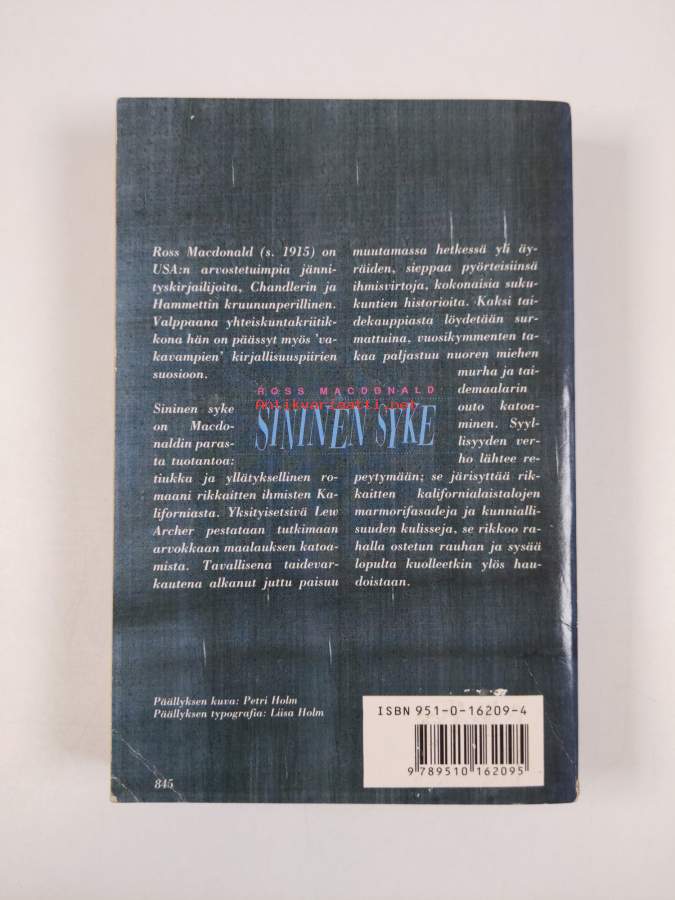 Ross Macdonald (s. 1915) on
USA:n arvostetuimpia jänni-
tyskirjailijoita, Chandlerin ja
Hammettin kruununperillinen.
Valppaana yhteiskuntakriitik-
kona hän on päässyt myös 'va-
kavampien' kirjallisuuspiirien
suosioon.
Sininen syke
on Macdo-
naldin paras-
ta tuotantoa:
tiukka ja yllätyksellinen ro-
maani rikkaitten ihmisten Ka-
liforniasta. Yksityisetsivä Lew
Archer pestataan tutkimaan
arvokkaan maalauksen katoa-
mista. Tavallisena taidevar-
kautena alkanut juttu paisuu
muutamassa hetkessä yli äy-
räiden, sieppaa pyörteisiinsä
ihmisvirtoja, kokonaisia suku-
kuntien historioita. Kaksi tai-
dekauppiasta löydetään sur-
mattuina, vuosikymmenten ta-
kaa paljastuu nuoren miehen
murha ja tai-
demaalarin
outo katoa-
minen. Syyl-
lisyyden ver-
ho lähtee re-
peytymään; se järisyttää rik-
kaitten kalifornialaistalojen
marmorifasadeja ja kunnialli-
suuden kulisseja, se rikkoo ra-
halla ostetun rauhan ja sysää
lopulta kuolleetkin ylös hau-
doistaan.
ROSS MACDONALD
Antikvariaatti.net
SININEN SYKE
Päällyksen kuva: Petri Holm
Päällyksen typografia: Liisa Holm
845
ISBN 951-0-16209-4
9 789510 162095